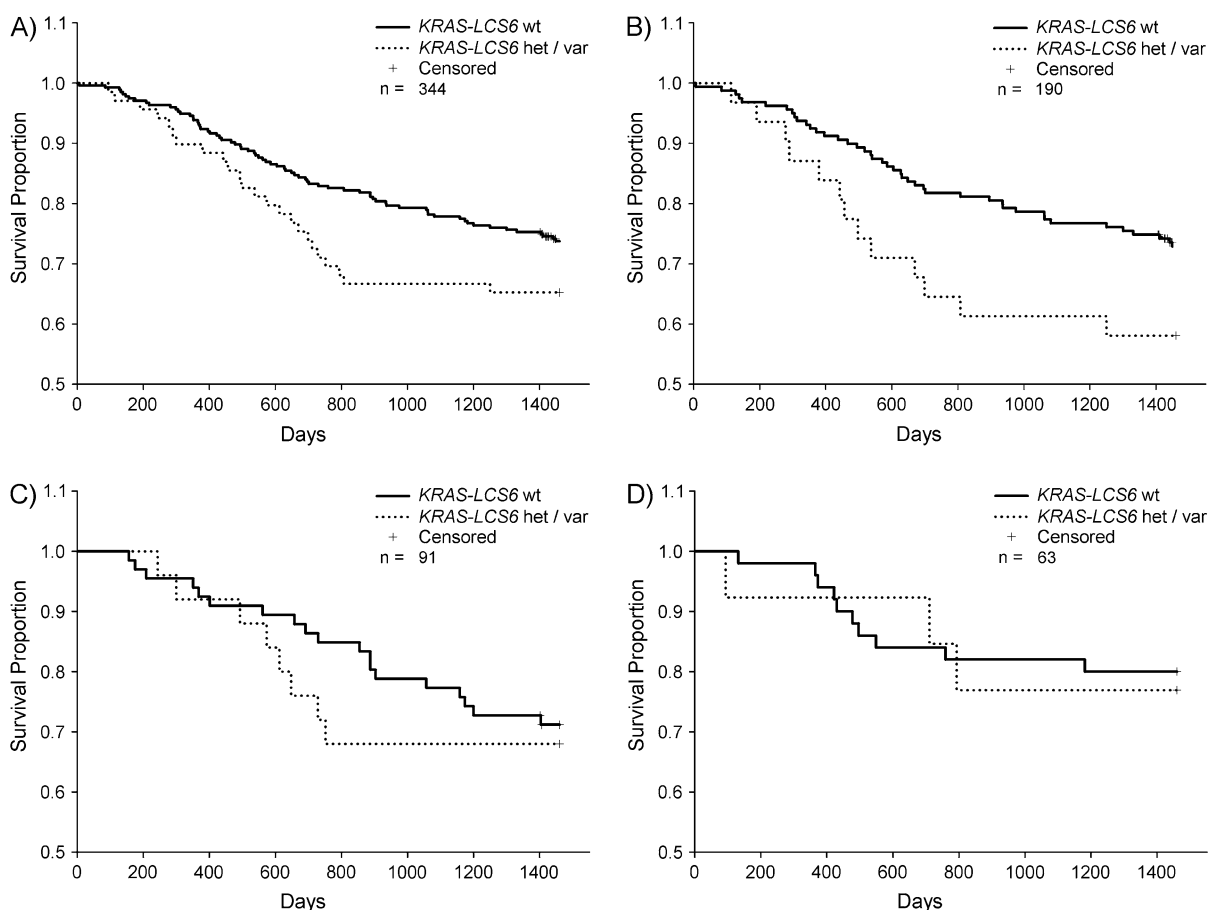 A)
KRAS-LCS6 wt
KRAS-LCS6 het / var
+ Censored
n = 344
Survival Proportion
1.1
1.0
0.9
0.8
0.7
0.6
0.5
0 200 400 600 800 1000 1200 1400
Days
B)
KRAS-LCS6 wt
KRAS-LCS6 het / var
+ Censored
n = 190
Survival Proportion
1.1
1.0
0.9
0.8
0.7
0.6
0.5
0 200 400 600 800 1000 1200 1400
Days
C)
KRAS-LCS6 wt
KRAS-LCS6 het / var
+ Censored
n = 91
Survival Proportion
1.1
1.0
0.9
0.8
0.7
0.6
0.5
0 200 400 600 800 1000 1200 1400
Days
D)
KRAS-LCS6 wt
KRAS-LCS6 het / var
+ Censored
n = 63
Survival Proportion
1.1
1.0
0.9
0.8
0.7
0.6
0.5
0 200 400 600 800 1000 1200 1400
Days